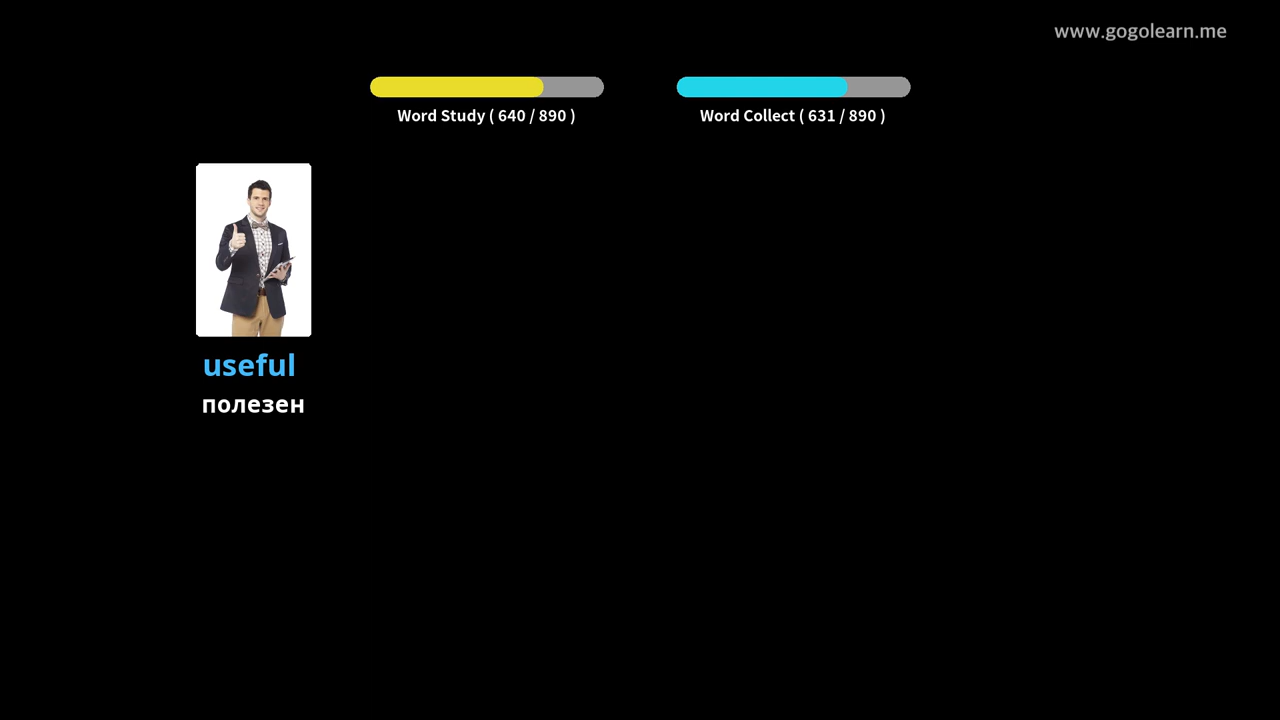 www.gogolearn.me
Word Study ( 640 / 890 )
Word Collect ( 631 / 890 )
useful
полезен